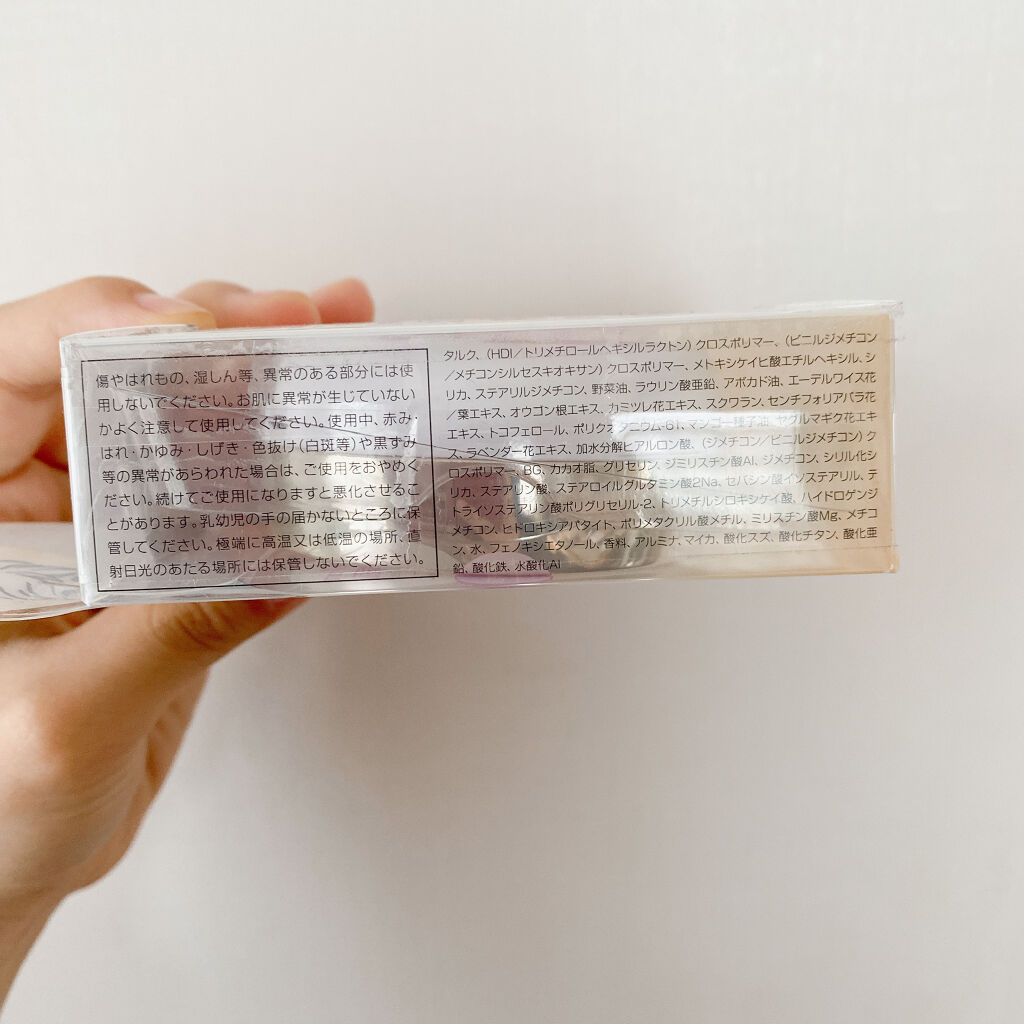 傷やはれもの、湿しん等、異常のある部分には使
用しないでください。お肌に異常が生じていない
かよく注意して使用してください。使用中、赤み・
はれ・かゆみ・しげき・色抜け(白斑等)や黒ずみ
等の異常があらわれた場合は、ご使用をおやめく
ださい。続けてご使用になりますと悪化させるこ
とがあります。乳幼児の手の届かないところに保
管してください。極端に高温又は低温の場所、直
射日光のあたる場所には保管しないでください。
タルク、(HDI/トリメチロールヘキシルラクトン)クロスポリマー、(ビニルジメチコン
/メチコンシルセスキオキサン)クロスポリマー、メトキシケイヒ酸エチルヘキシル、シ
リカ、ステアリルジメチコン、野菜油、ラウリン酸亜鉛、アボカド油、エーデルワイス花
/葉エキス、オウゴン根エキス、カミツレ花エキス、スクワラン、センチフォリアバラ花
エキス、トコフェロール、ポリクオタニウム-61、マンゴー種子油、ヤグルマギク花エキ
ス、ラベンダー花エキス、加水分解ヒアルロン酸、(ジメチコン/ビニルジメチコン)ク
ロスポリマー、BG、カカオ脂、グリセリン、ジミリスチン酸Al、ジメチコン、シリル化シ
リカ、ステアリン酸、ステアロイルグルタミン酸2Na、セバシン酸イソステアリル、テ
トライソステアリン酸ポリグリセリル-2、トリメチルシロキシケイ酸、ハイドロゲンジ
メチコン、ヒドロキシアパタイト、ポリメタクリル酸メチル、ミリスチン酸Mg、メチコ
ン、水、フェノキシエタノール、香料、アルミナ、マイカ、酸化スズ、酸化チタン、酸化亜
鉛、酸化鉄、水酸化Al